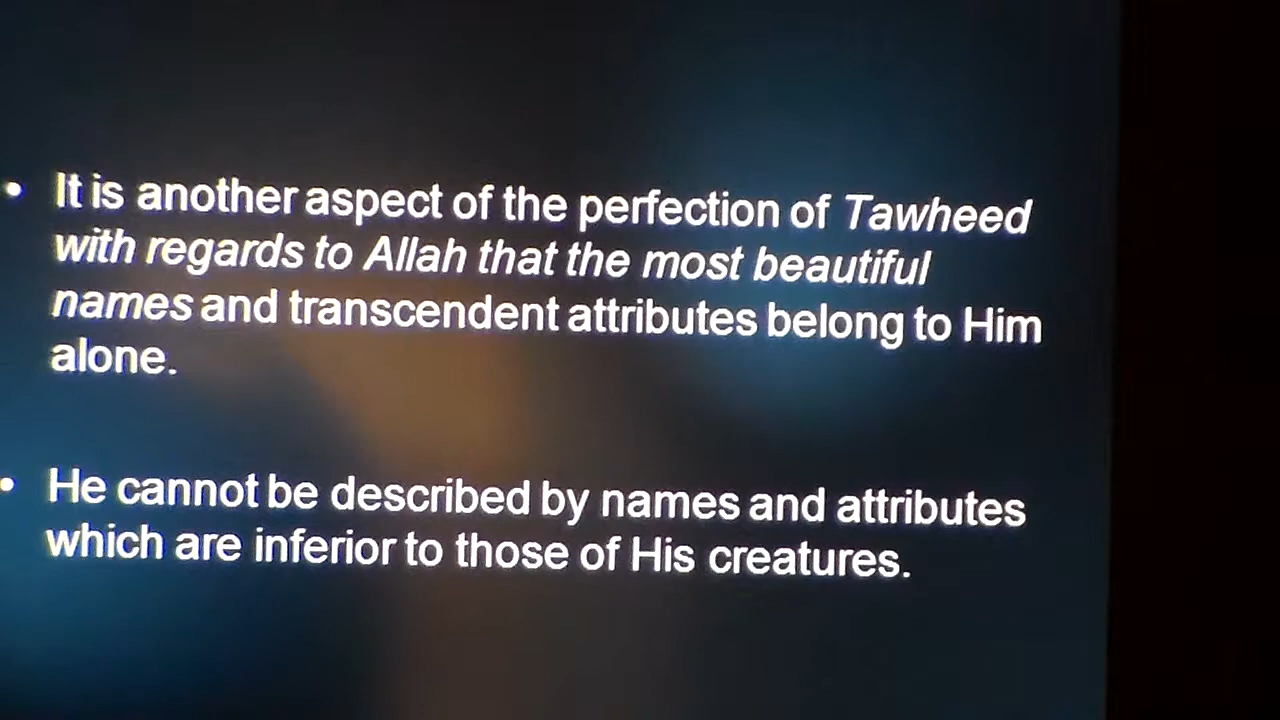 • It is another aspect of the perfection of Tawheed
with regards to Allah that the most beautiful
names and transcendent attributes belong to Him
alone.
• He cannot be described by names and attributes
which are inferior to those of His creatures.